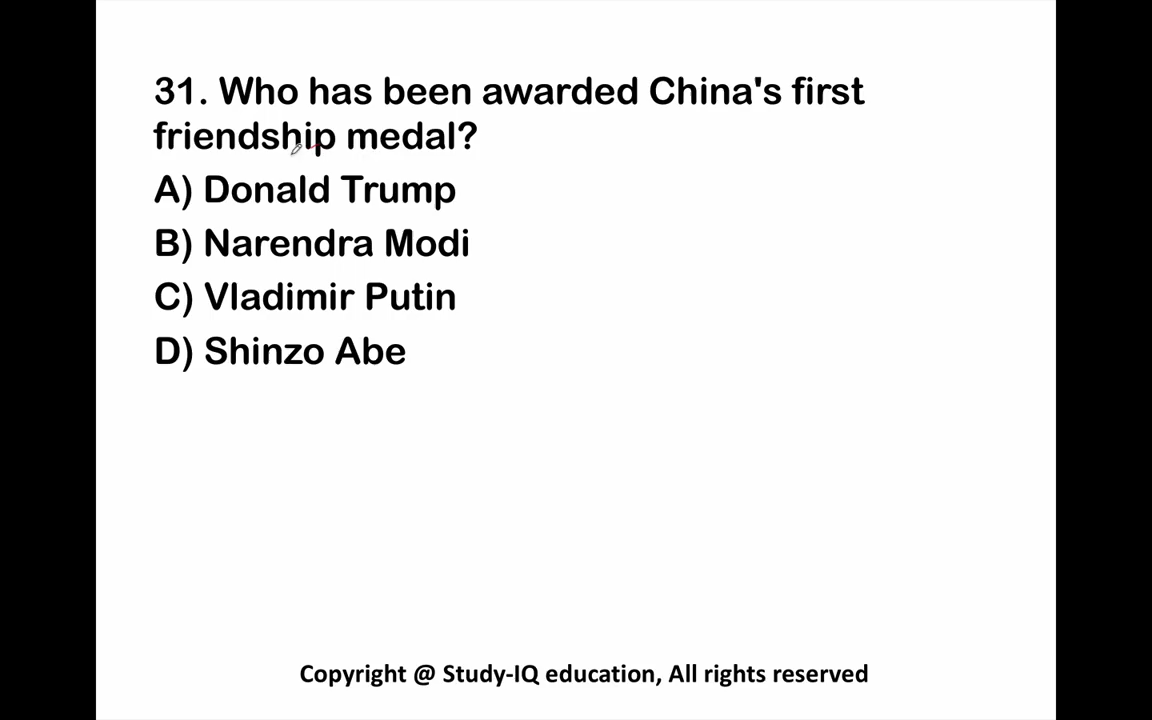 31. Who has been awarded China's first
friendship medal?
A) Donald Trump
B) Narendra Modi
C) Vladimir Putin
D) Shinzo Abe
Copyright @ Study-IQ education, All rights reserved